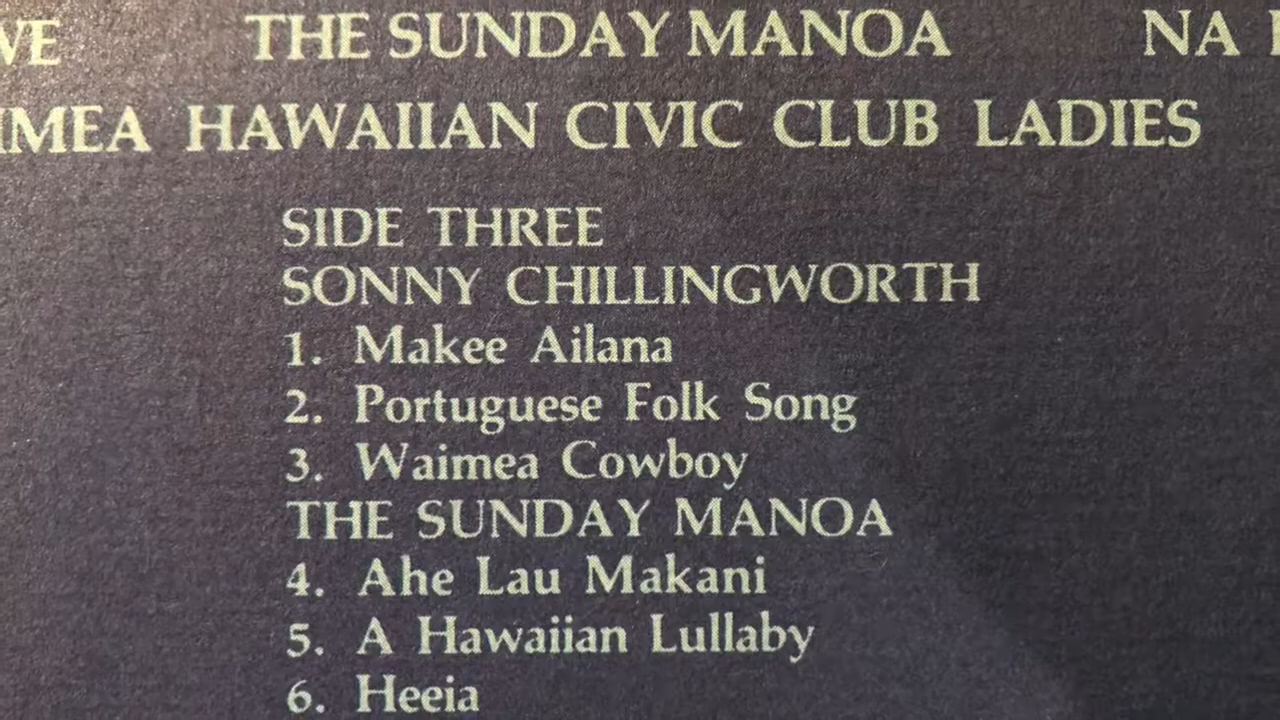 THE SUNDAY MANOA NA
HAWAIIAN CIVIC CLUB LADIES
SIDE THREE
SONNY CHILLINGWORTH
1. Makee Ailana
2. Portuguese Folk Song
3. Waimea Cowboy
THE SUNDAY MANOA
4. Ahe Lau Makani
5. A Hawaiian Lullaby
6. Heeia